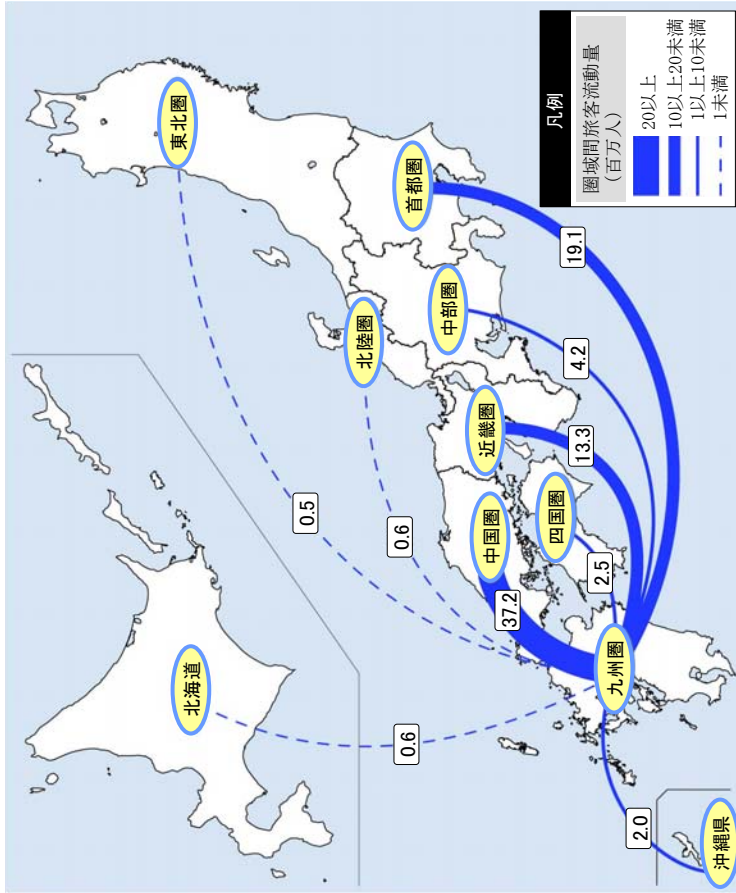 北海道
東北圏
北陸圏
首都圏
中部圏
近畿圏
中国圏
四国圏
九州圏
沖縄県
0.5
0.6
0.6
37.2
2.5
13.3
4.2
19.1
2.0
凡例
圏域間旅客流動量
(百万人)
20以上
10以上20未満
1以上10未満
1未満